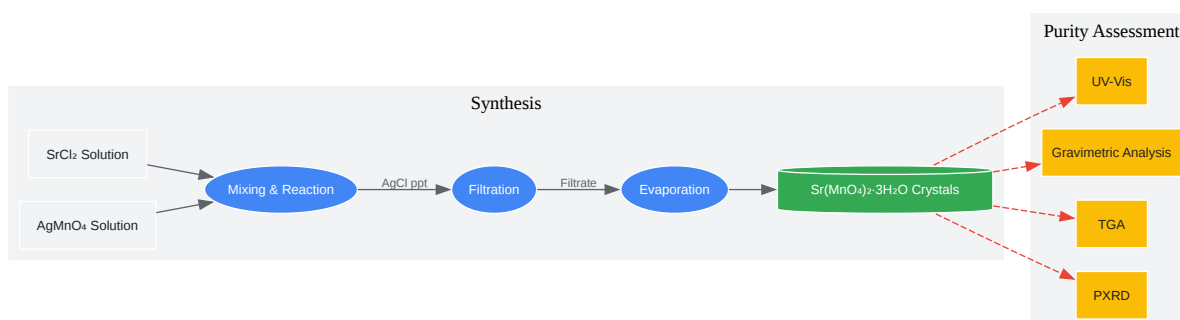 Purity Assessment
Synthesis
UV-Vis
SrCl₂ Solution
Gravimetric Analysis
Mixing & Reaction
AgCl ppt
Filtration
Filtrate
Evaporation
Sr(MnO₄)₂·3H₂O Crystals
AgMnO₄ Solution
TGA
PXRD